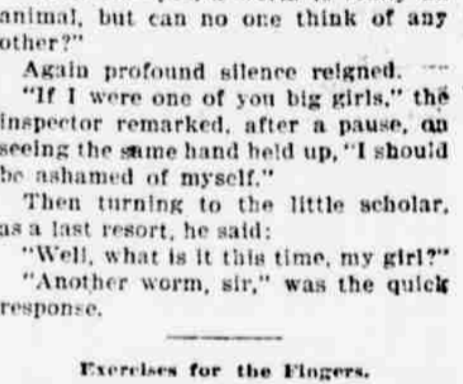 animal, but can no one think of any
other?"
Again profound silence reigned.
"If I were one of you big girls," the
inspector remarked, after a pause, on
seeing the same hand held up, "I should
be ashamed of myself."
Then turning to the little scholar,
as a last resort, he said:
"Well, what is it this time, my girl?"
"Another worm, sir," was the quick
response.
Exercises for the Fingers.